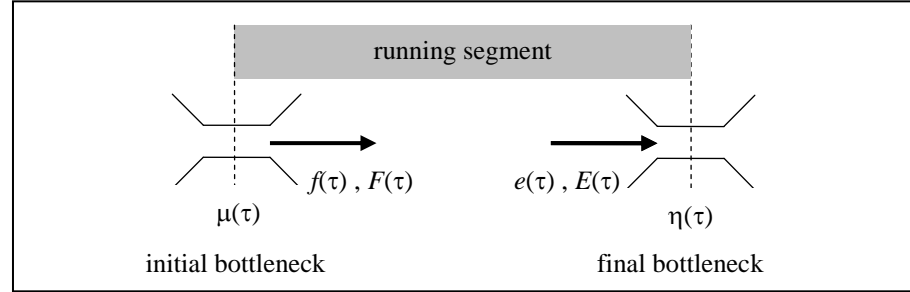 running segment
f(τ) , F(τ) e(τ) , E(τ)
μ(τ) η(τ)
initial bottleneck final bottleneck